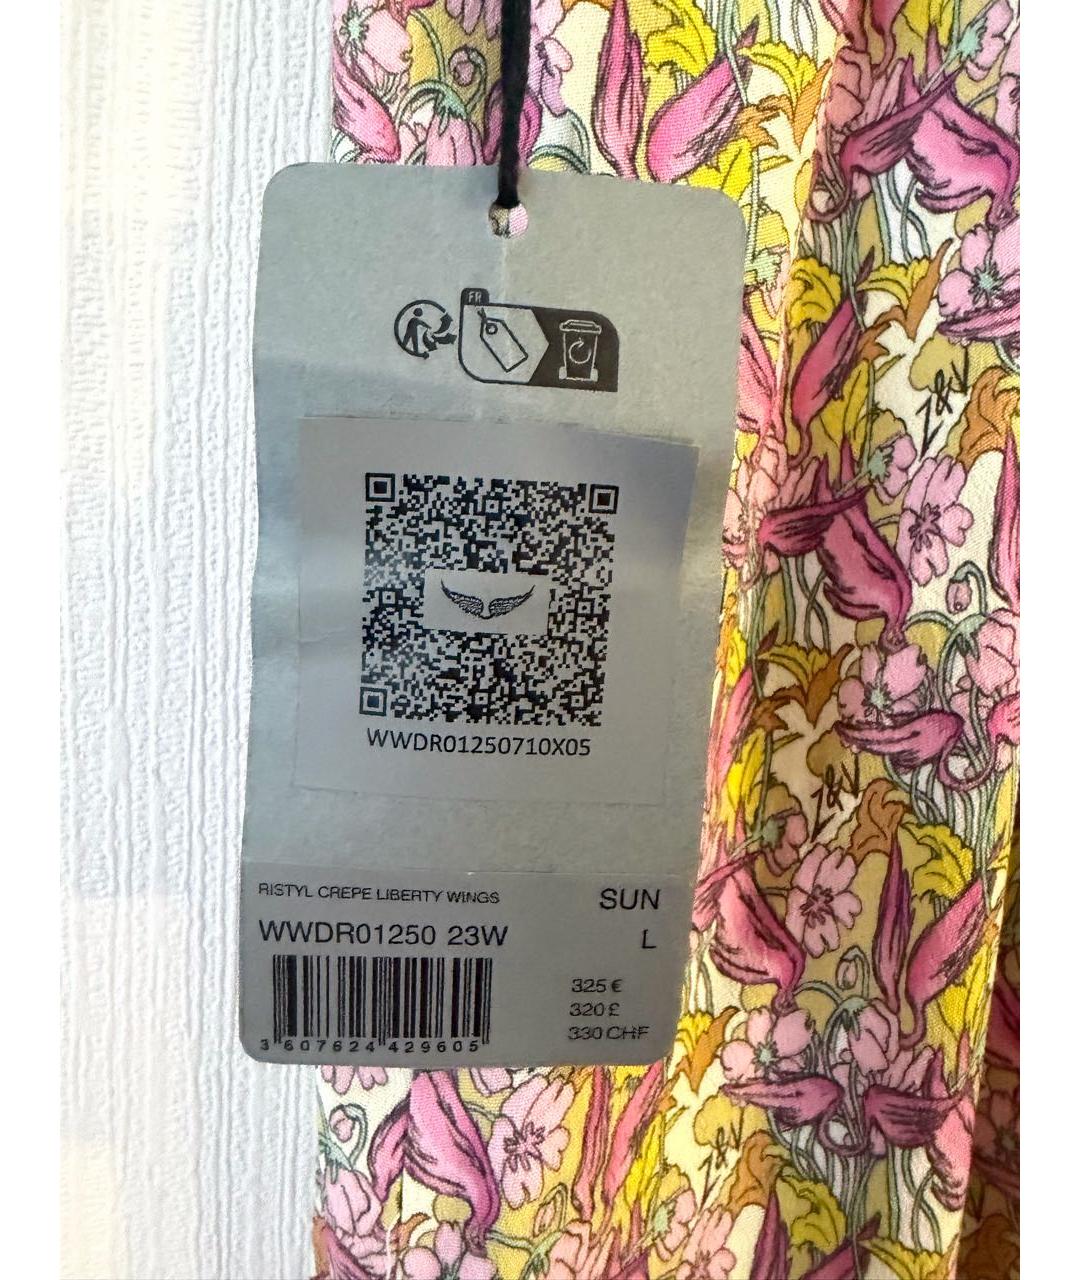 FR
WWDR01250710X05
RISTYL CREPE LIBERTY WINGS
SUN
WWDR01250 23W
L
325 €
320 £
330 CHF
3 607624 429605
Z&V
Z&V
Z&V